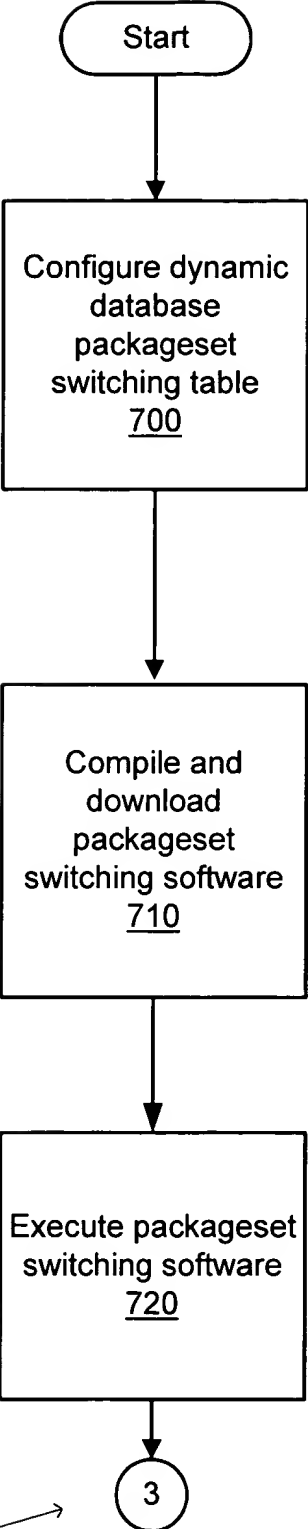 Start
Configure dynamic
database
packageset
switching table
700
Compile and
download
packageset
switching software
710
Execute packageset
switching software
720
3